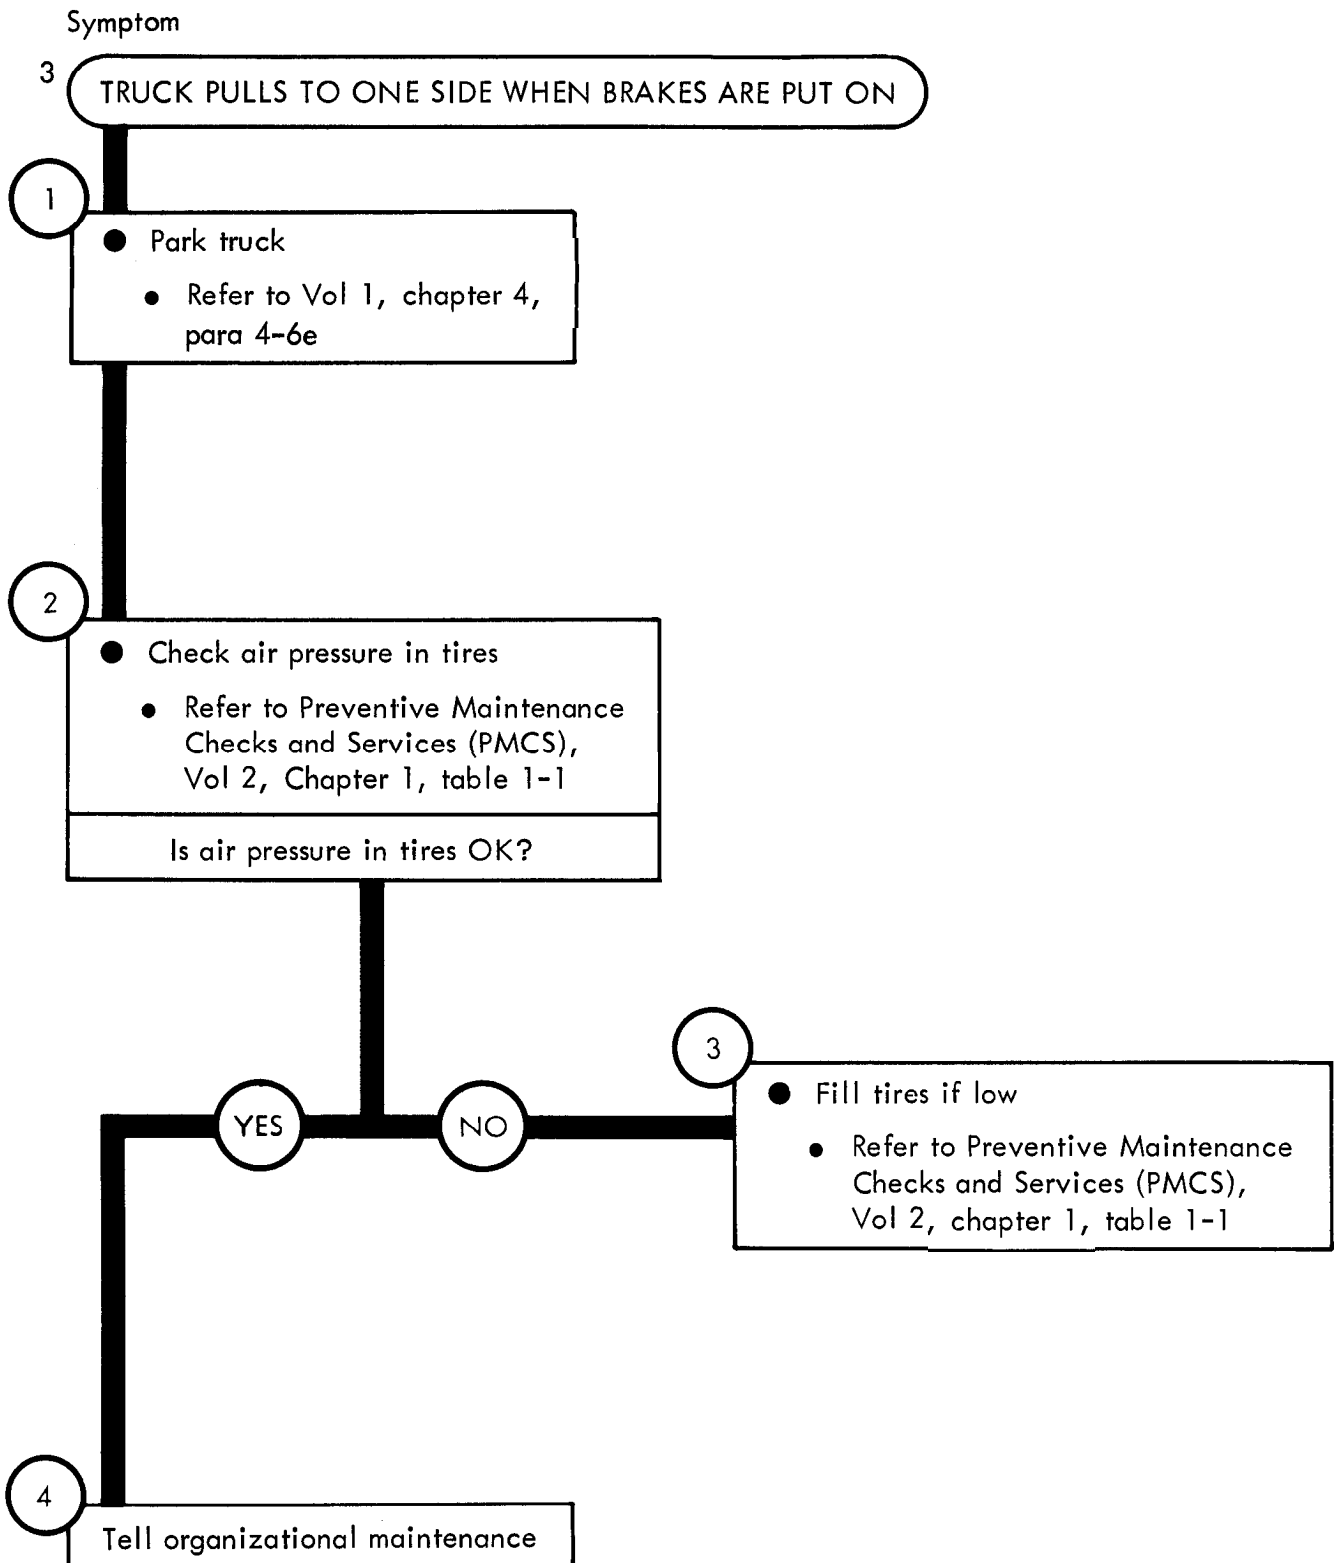 Symptom
3
TRUCK PULLS TO ONE SIDE WHEN BRAKES ARE PUT ON
1
● Park truck
● Refer to Vol 1, chapter 4,
para 4-6e
2
● Check air pressure in tires
● Refer to Preventive Maintenance
Checks and Services (PMCS),
Vol 2, Chapter 1, table 1-1
Is air pressure in tires OK?
YES
NO
3
● Fill tires if low
● Refer to Preventive Maintenance
Checks and Services (PMCS),
Vol 2, chapter 1, table 1-1
4
Tell organizational maintenance